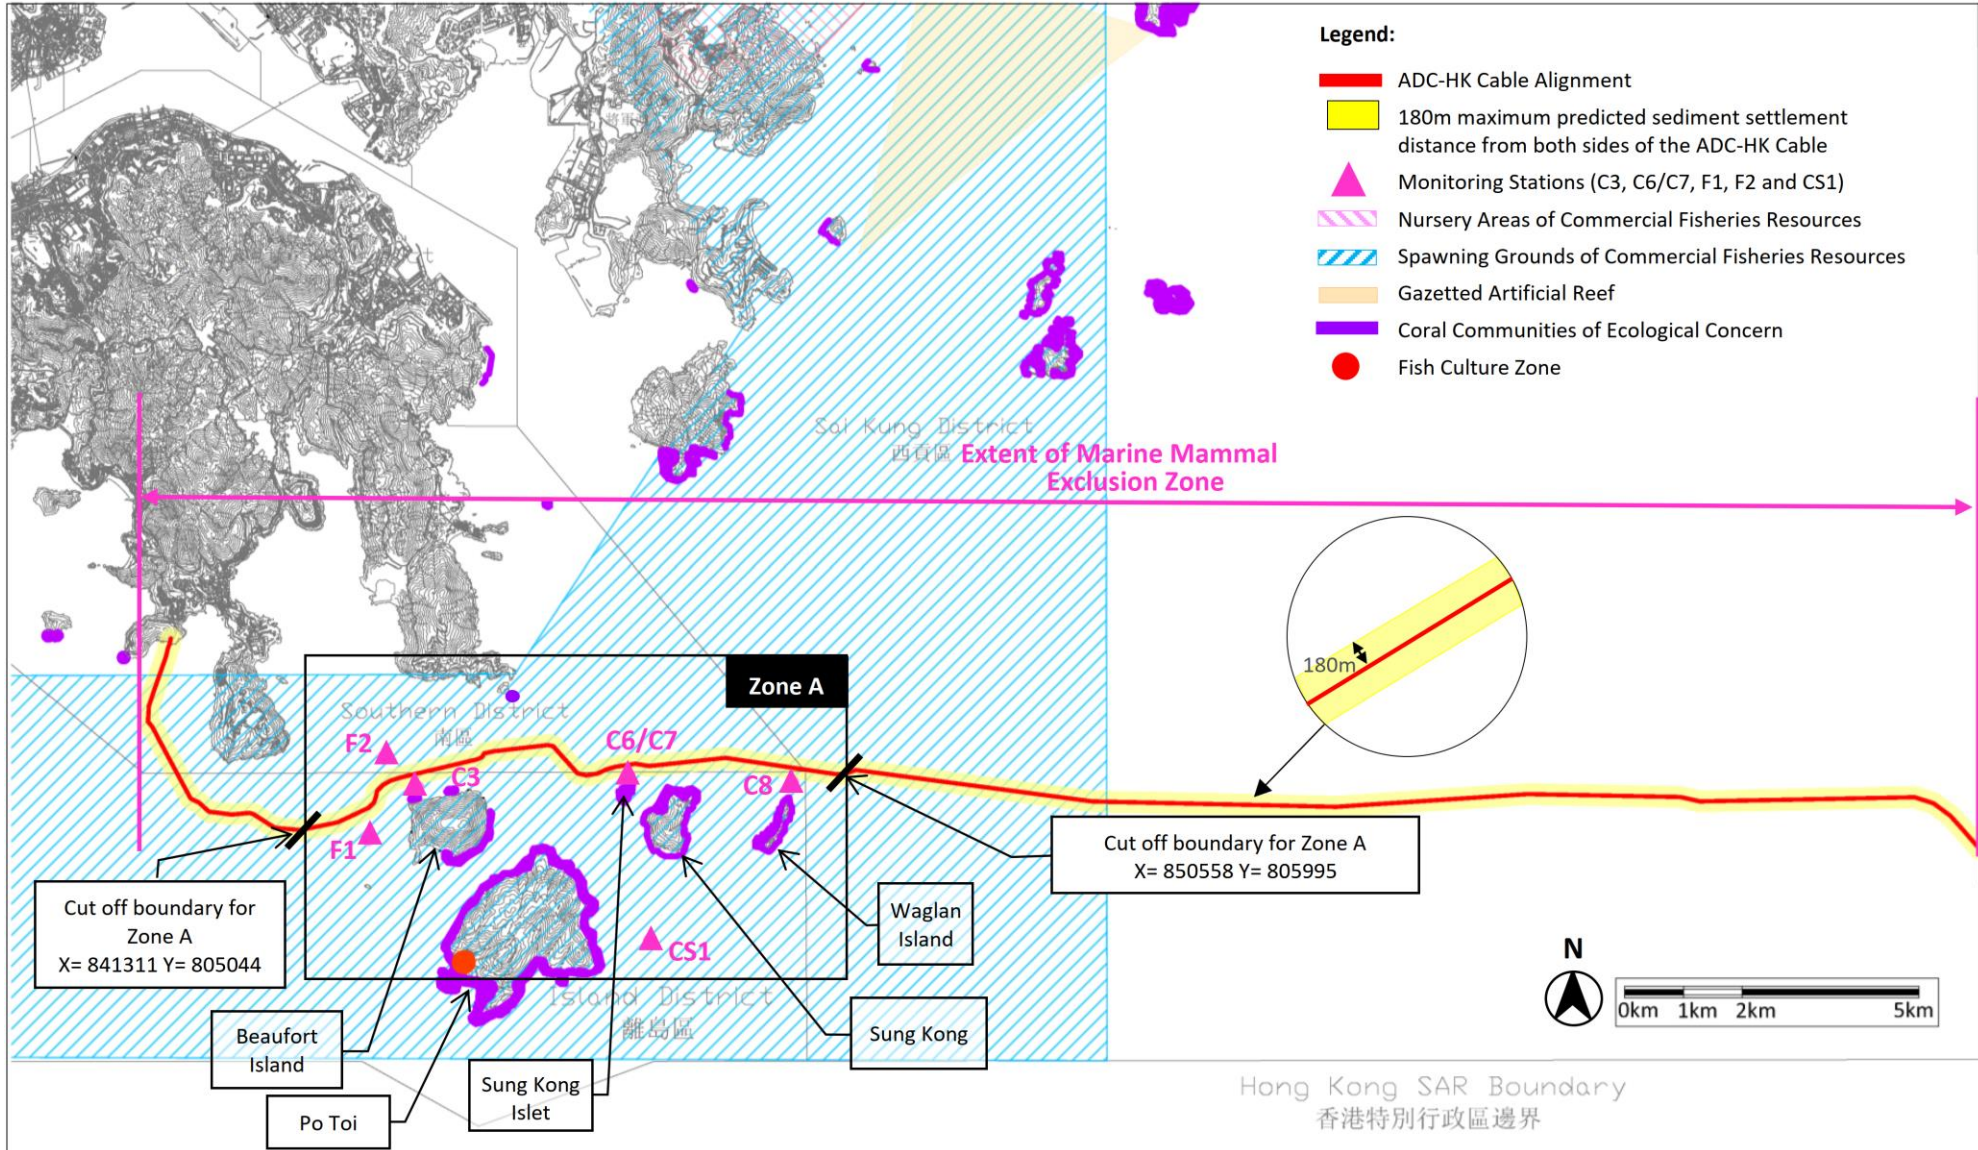 Legend:
ADC-HK Cable Alignment
180m maximum predicted sediment settlement
distance from both sides of the ADC-HK Cable
Monitoring Stations (C3, C6/C7, F1, F2 and CS1)
Nursery Areas of Commercial Fisheries Resources
Spawning Grounds of Commercial Fisheries Resources
Gazetted Artificial Reef
Coral Communities of Ecological Concern
Fish Culture Zone
Sai Kung District
西貢區
Extent of Marine Mammal
Exclusion Zone
180m
Zone A
Southern District
南區
F2
C6/C7
C3
C8
F1
CS1
Cut off boundary for Zone A
X= 850558 Y= 805995
Cut off boundary for
Zone A
X= 841311 Y= 805044
Waglan
Island
Island District
離島區
Beaufort
Island
Sung Kong
Sung Kong
Islet
Po Toi
N
0km 1km 2km 5km
Hong Kong SAR Boundary
香港特別行政區邊界